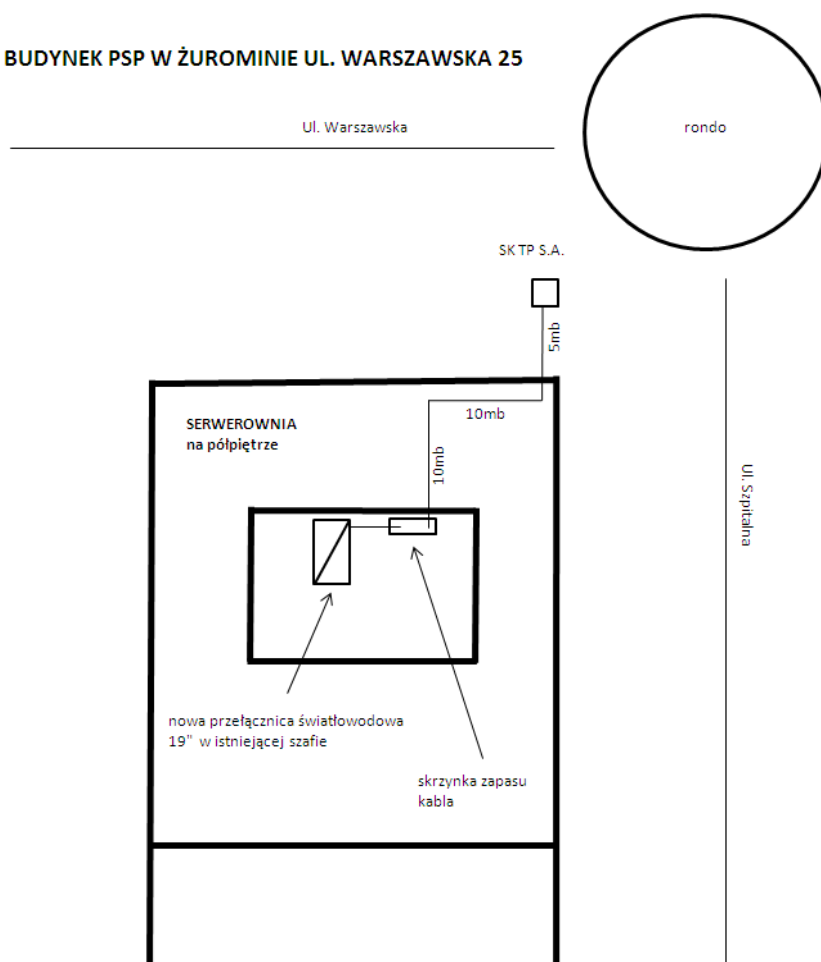 BUDYNEK PSP W ŻUROMINIE UL. WARSZAWSKA 25
Ul. Warszawska
rondo
SK TP S.A.
5mb
10mb
10mb
SERWEROWNIA
na półpiętrze
Ul. Szpitalna
nowa przełącznica światłowodowa
19" w istniejącej szafie
skrzynka zapasu
kabla